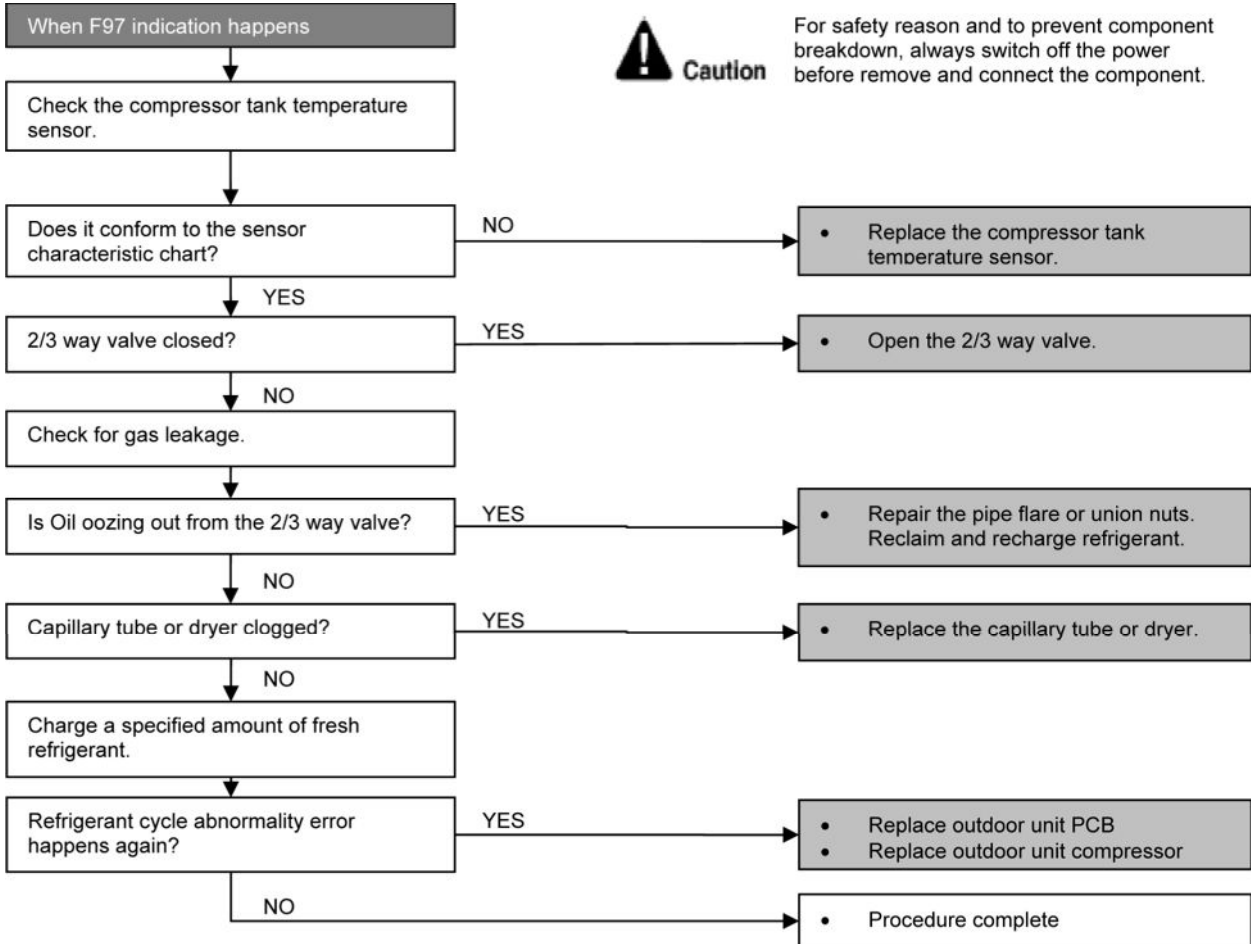 When F97 indication happens
Caution
For safety reason and to prevent component
breakdown, always switch off the power
before remove and connect the component.
Check the compressor tank temperature
sensor.
Does it conform to the sensor
characteristic chart?
NO
• Replace the compressor tank
temperature sensor.
YES
2/3 way valve closed?
YES
• Open the 2/3 way valve.
NO
Check for gas leakage.
Is Oil oozing out from the 2/3 way valve?
YES
• Repair the pipe flare or union nuts.
Reclaim and recharge refrigerant.
NO
Capillary tube or dryer clogged?
YES
• Replace the capillary tube or dryer.
NO
Charge a specified amount of fresh
refrigerant.
Refrigerant cycle abnormality error
happens again?
YES
• Replace outdoor unit PCB
• Replace outdoor unit compressor
NO
• Procedure complete